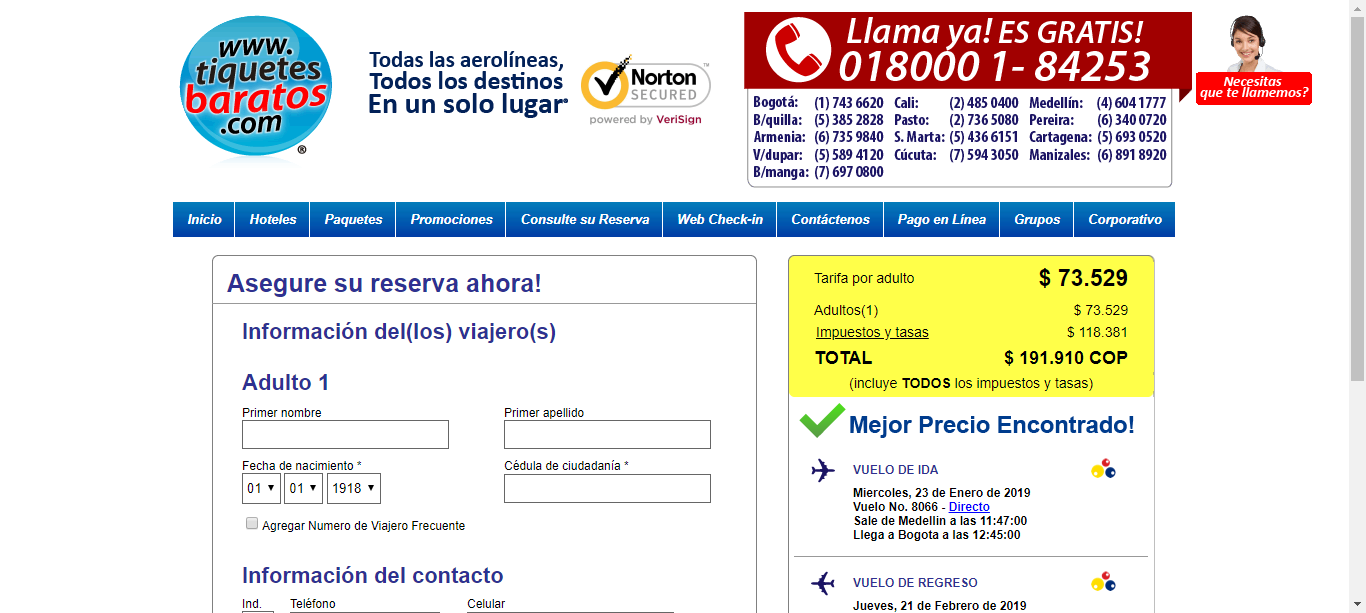 www.
tiquetes
baratos
.com
®
Todas las aerolíneas,
Todos los destinos
En un solo lugar®
Norton
SECURED
™
powered by VeriSign
Llama ya! ES GRATIS!
018000 1- 84253
Bogotá: (1) 743 6620 Cali: (2) 485 0400 Medellín: (4) 604 1777
B/quilla: (5) 385 2828 Pasto: (2) 736 5080 Pereira: (6) 340 0720
Armenia: (6) 735 9840 S. Marta: (5) 436 6151 Cartagena: (5) 693 0520
V/dupar: (5) 589 4120 Cúcuta: (7) 594 3050 Manizales: (6) 891 8920
B/manga: (7) 697 0800
Necesitas
que te llamemos?
Inicio Hoteles Paquetes Promociones Consulte su Reserva Web Check-in Contáctenos Pago en Línea Grupos Corporativo
Asegure su reserva ahora!
Información del(los) viajero(s)
Adulto 1
Primer nombre Primer apellido
Fecha de nacimiento * Cédula de ciudadanía *
01 01 1918
Agregar Numero de Viajero Frecuente
Información del contacto
Ind. Teléfono Celular
Tarifa por adulto $ 73.529
Adultos(1) $ 73.529
Impuestos y tasas $ 118.381
TOTAL $ 191.910 COP
(incluye TODOS los impuestos y tasas)
Mejor Precio Encontrado!
VUELO DE IDA
Miercoles, 23 de Enero de 2019
Vuelo No. 8066 - Directo
Sale de Medellin a las 11:47:00
Llega a Bogota a las 12:45:00
VUELO DE REGRESO
Jueves, 21 de Febrero de 2019